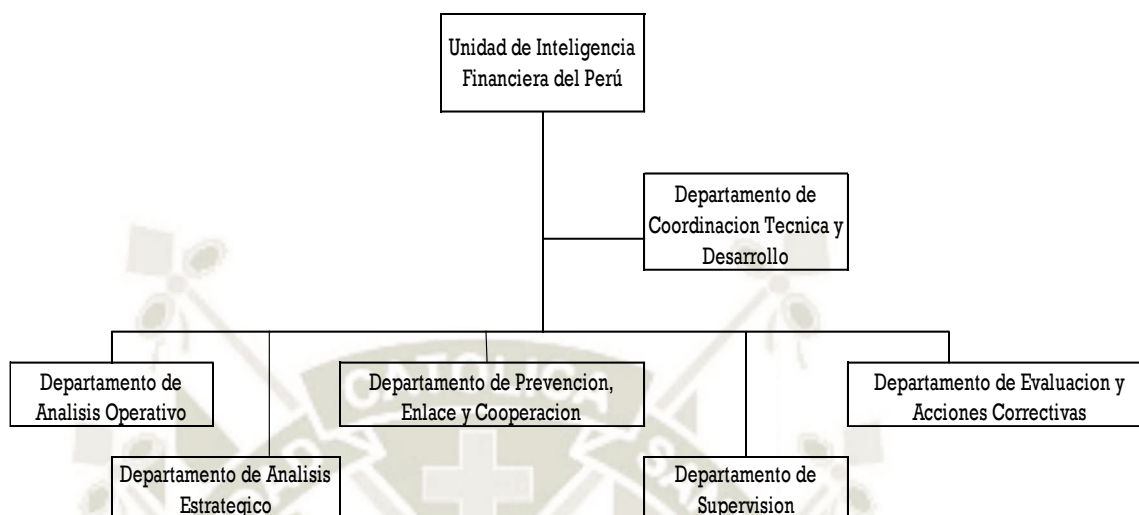 Unidad de Inteligencia
Financiera del Perú
Departamento de
Coordinacion Tecnica y
Desarrollo
Departamento de
Analisis Operativo
Departamento de Prevencion,
Enlace y Cooperacion
Departamento de Evaluacion y
Acciones Correctivas
Departamento de Analisis
Estrategico
Departamento de
Supervision
CATOLICA